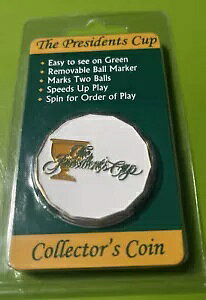 The Presidents Cup
• Easy to see on Green
• Removable Ball Marker
• Marks Two Balls
• Speeds Up Play
• Spin for Order of Play
The
Presidents Cup
Collector's Coin